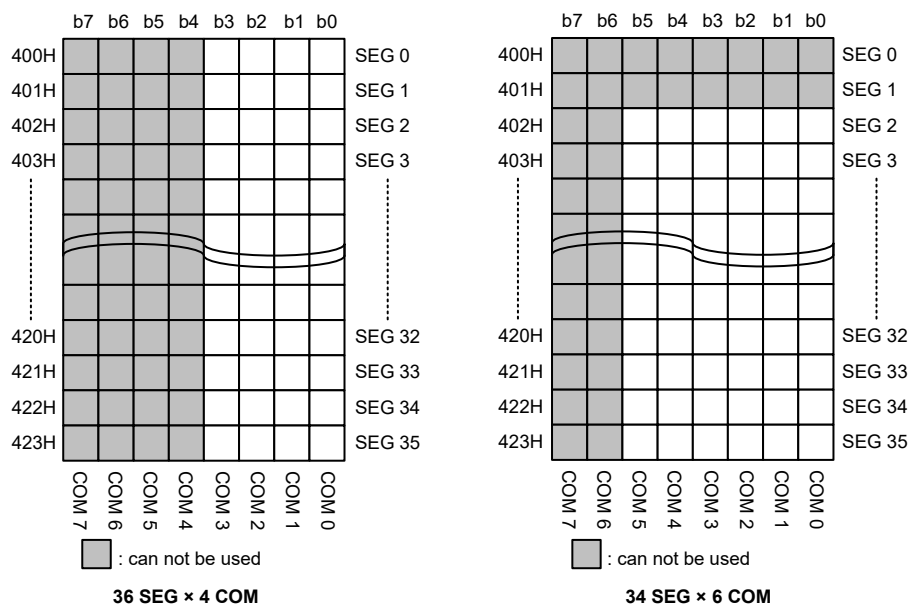 b7 b6 b5 b4 b3 b2 b1 b0
400H SEG 0
401H SEG 1
402H SEG 2
403H SEG 3
420H SEG 32
421H SEG 33
422H SEG 34
423H SEG 35
COM 7 COM 6 COM 5 COM 4 COM 3 COM 2 COM 1 COM 0
: can not be used
36 SEG × 4 COM
b7 b6 b5 b4 b3 b2 b1 b0
400H SEG 0
401H SEG 1
402H SEG 2
403H SEG 3
420H SEG 32
421H SEG 33
422H SEG 34
423H SEG 35
COM 7 COM 6 COM 5 COM 4 COM 3 COM 2 COM 1 COM 0
: can not be used
34 SEG × 6 COM